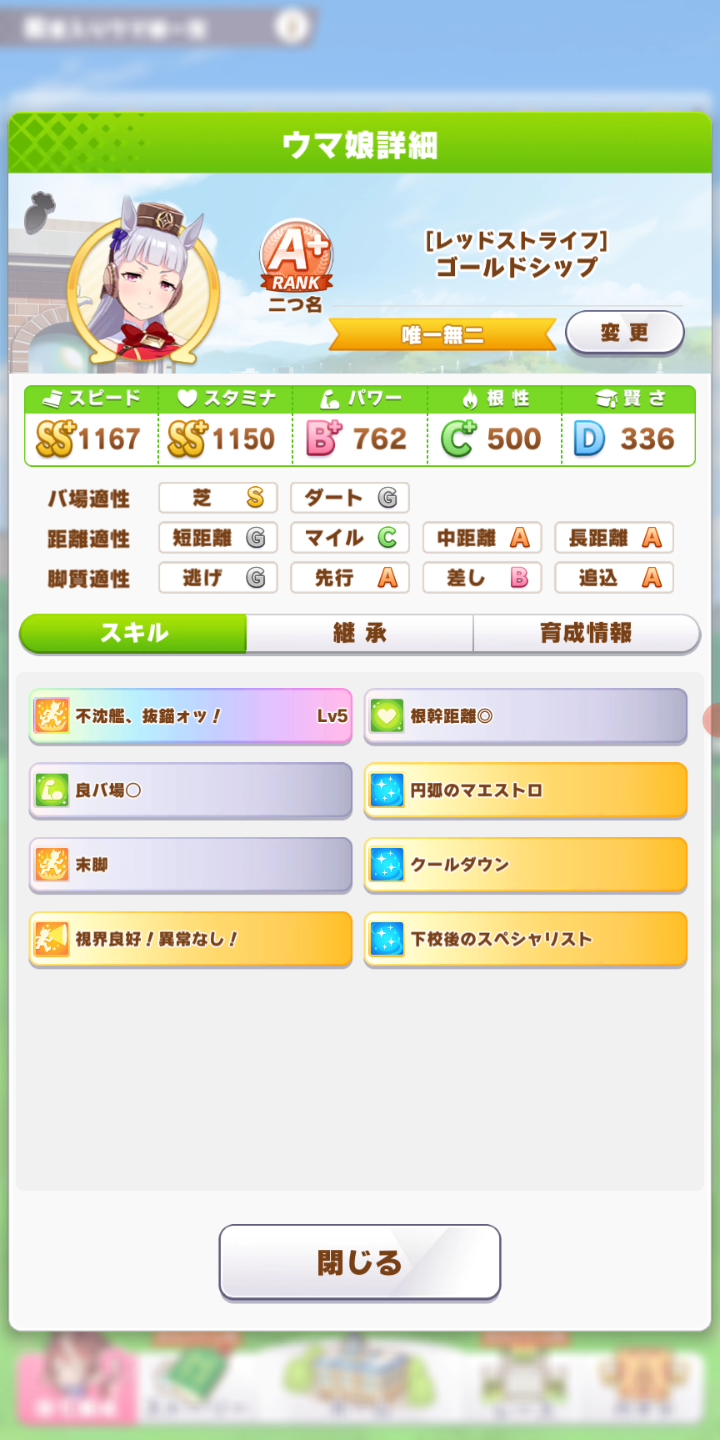 ウマ娘詳細
A+
RANK
二つ名
[レッドストライフ]
ゴールドシップ
唯一無二
変更
スピード スタミナ パワー 根性 賢さ
SS+ 1167 SS+ 1150 B+ 762 C+ 500 D 336
バ場適性 芝 S ダート G
距離適性 短距離 G マイル C 中距離 A 長距離 A
脚質適性 逃げ G 先行 A 差し B 追込 A
スキル 継承 育成情報
不沈艦、抜錨ォッ! Lv5 根幹距離◎
良バ場○ 円弧のマエストロ
末脚 クールダウン
視界良好!異常なし! 下校後のスペシャリスト
閉じる